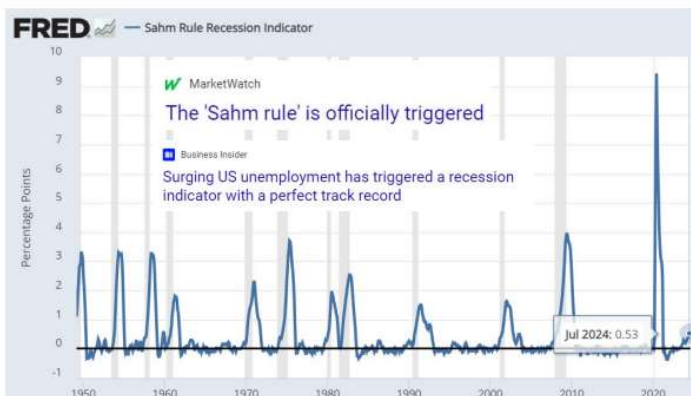 FRED — Sahm Rule Recession Indicator
10
MarketWatch
The 'Sahm rule' is officially triggered
Business Insider
Surging US unemployment has triggered a recession
indicator with a perfect track record
Percentage Points
9
8
7
6
5
4
3
2
1
0
-1
Jul 2024: 0.53
1950 1960 1970 1980 1990 2000 2010 2020